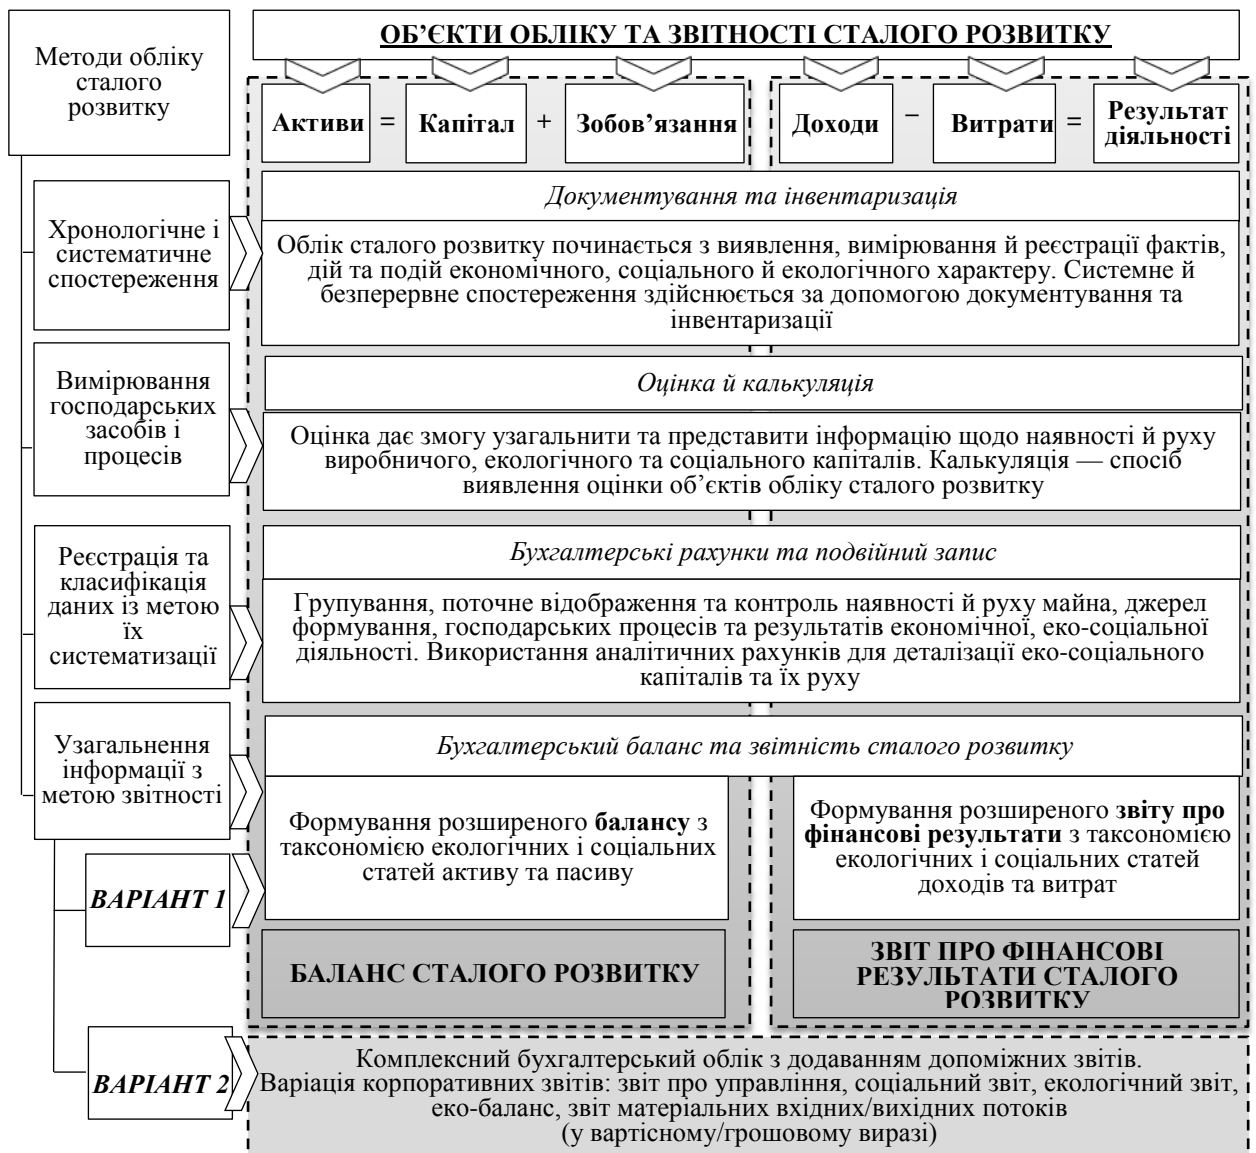 Методи обліку
сталого
розвитку
ОБ’ЄКТИ ОБЛІКУ ТА ЗВІТНОСТІ СТАЛОГО РОЗВИТКУ
Активи = Капітал + Зобов’язання
Доходи – Витрати = Результат
діяльності
Хронологічне і
систематичне
спостереження
Документування та інвентаризація
Облік сталого розвитку починається з виявлення, вимірювання й реєстрації фактів,
дій та подій економічного, соціального й екологічного характеру. Системне й
безперервне спостереження здійснюється за допомогою документування та
інвентаризації
Вимірювання
господарських
засобів і
процесів
Оцінка й калькуляція
Оцінка дає змогу узагальнити та представити інформацію щодо наявності й руху
виробничого, екологічного та соціального капіталів. Калькуляція — спосіб
виявлення оцінки об’єктів обліку сталого розвитку
Реєстрація та
класифікація
даних із метою
їх
систематизації
Бухгалтерські рахунки та подвійний запис
Групування, поточне відображення та контроль наявності й руху майна, джерел
формування, господарських процесів та результатів економічної, еко-соціальної
діяльності. Використання аналітичних рахунків для деталізації еко-соціального
капіталів та їх руху
Узагальнення
інформації з
метою звітності
Бухгалтерський баланс та звітність сталого розвитку
ВАРІАНТ 1
Формування розширеного балансу з
таксономією екологічних і соціальних
статей активу та пасиву
Формування розширеного звіту про
фінансові результати з таксономією
екологічних і соціальних статей
доходів та витрат
БАЛАНС СТАЛОГО РОЗВИТКУ
ЗВІТ ПРО ФІНАНСОВІ
РЕЗУЛЬТАТИ СТАЛОГО
РОЗВИТКУ
ВАРІАНТ 2
Комплексний бухгалтерський облік з додаванням допоміжних звітів.
Варіація корпоративних звітів: звіт про управління, соціальний звіт, екологічний звіт,
еко-баланс, звіт матеріальних вхідних/вихідних потоків
(у вартісному/грошовому виразі)